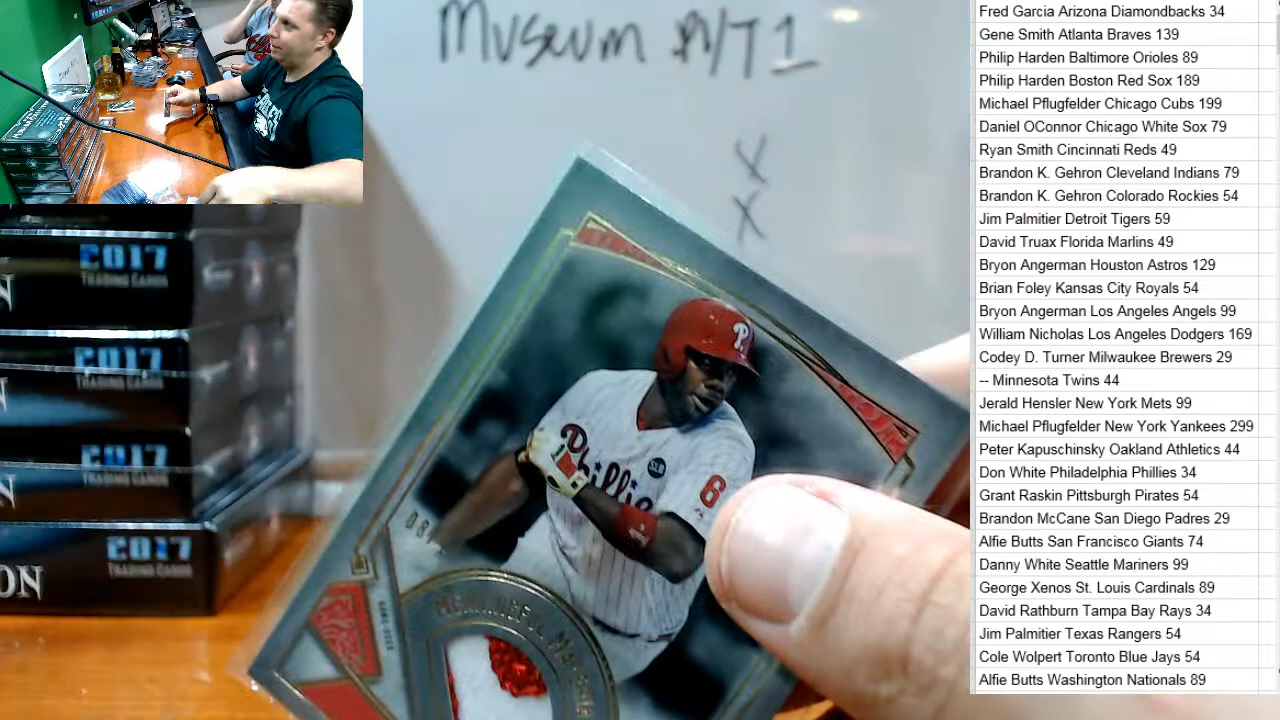 Museum
2017
TRADING CARDS
2017
TRADING CARDS
2017
TRADING CARDS
ON
2017
TRADING CARDS
X
X
P
Phillies
6
Fred Garcia Arizona Diamondbacks 34
Gene Smith Atlanta Braves 139
Philip Harden Baltimore Orioles 89
Philip Harden Boston Red Sox 189
Michael Pflugfelder Chicago Cubs 199
Daniel OConnor Chicago White Sox 79
Ryan Smith Cincinnati Reds 49
Brandon K. Gehron Cleveland Indians 79
Brandon K. Gehron Colorado Rockies 54
Jim Palmitier Detroit Tigers 59
David Truax Florida Marlins 49
Bryon Angerman Houston Astros 129
Brian Foley Kansas City Royals 54
Bryon Angerman Los Angeles Angels 99
William Nicholas Los Angeles Dodgers 169
Codey D. Turner Milwaukee Brewers 29
-- Minnesota Twins 44
Jerald Hensler New York Mets 99
Michael Pflugfelder New York Yankees 299
Peter Kapuschinsky Oakland Athletics 44
Don White Philadelphia Phillies 34
Grant Raskin Pittsburgh Pirates 54
Brandon McCane San Diego Padres 29
Alfie Butts San Francisco Giants 74
Danny White Seattle Mariners 99
George Xenos St. Louis Cardinals 89
David Rathburn Tampa Bay Rays 34
Jim Palmitier Texas Rangers 54
Cole Wolpert Toronto Blue Jays 54
Alfie Butts Washington Nationals 89